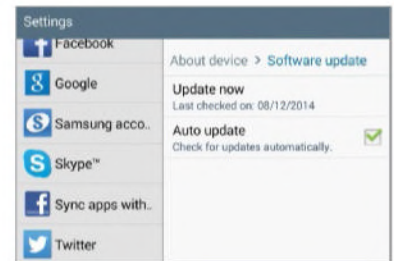 Settings
Facebook
Google
Samsung acco..
Skype™
Sync apps with..
Twitter
About device > Software update
Update now
Last checked on: 08/12/2014
Auto update
Check for updates automatically.